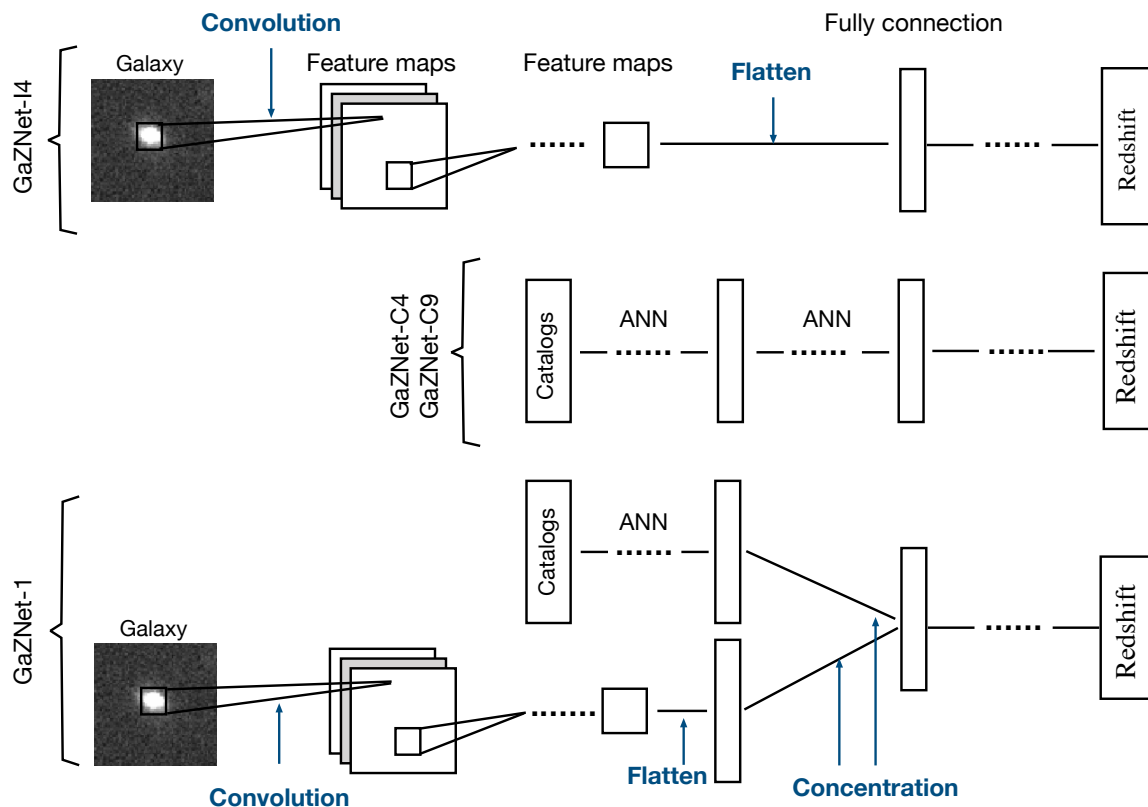 Convolution
Fully connection
Galaxy
Feature maps
Feature maps
Flatten
GaZNet-I4
Redshift
GaZNet-C4
GaZNet-C9
Catalogs
ANN
ANN
Redshift
GaZNet-1
Catalogs
ANN
Galaxy
Redshift
Convolution
Flatten
Concentration